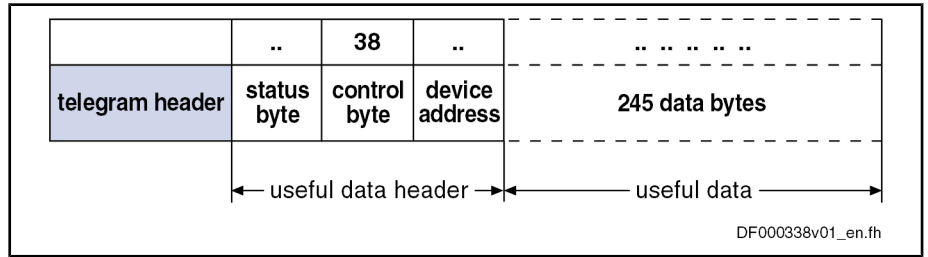 .. 38 .. .. .. .. .. ..
telegram header status byte control byte device address 245 data bytes
useful data header useful data
DF000338v01_en.fh